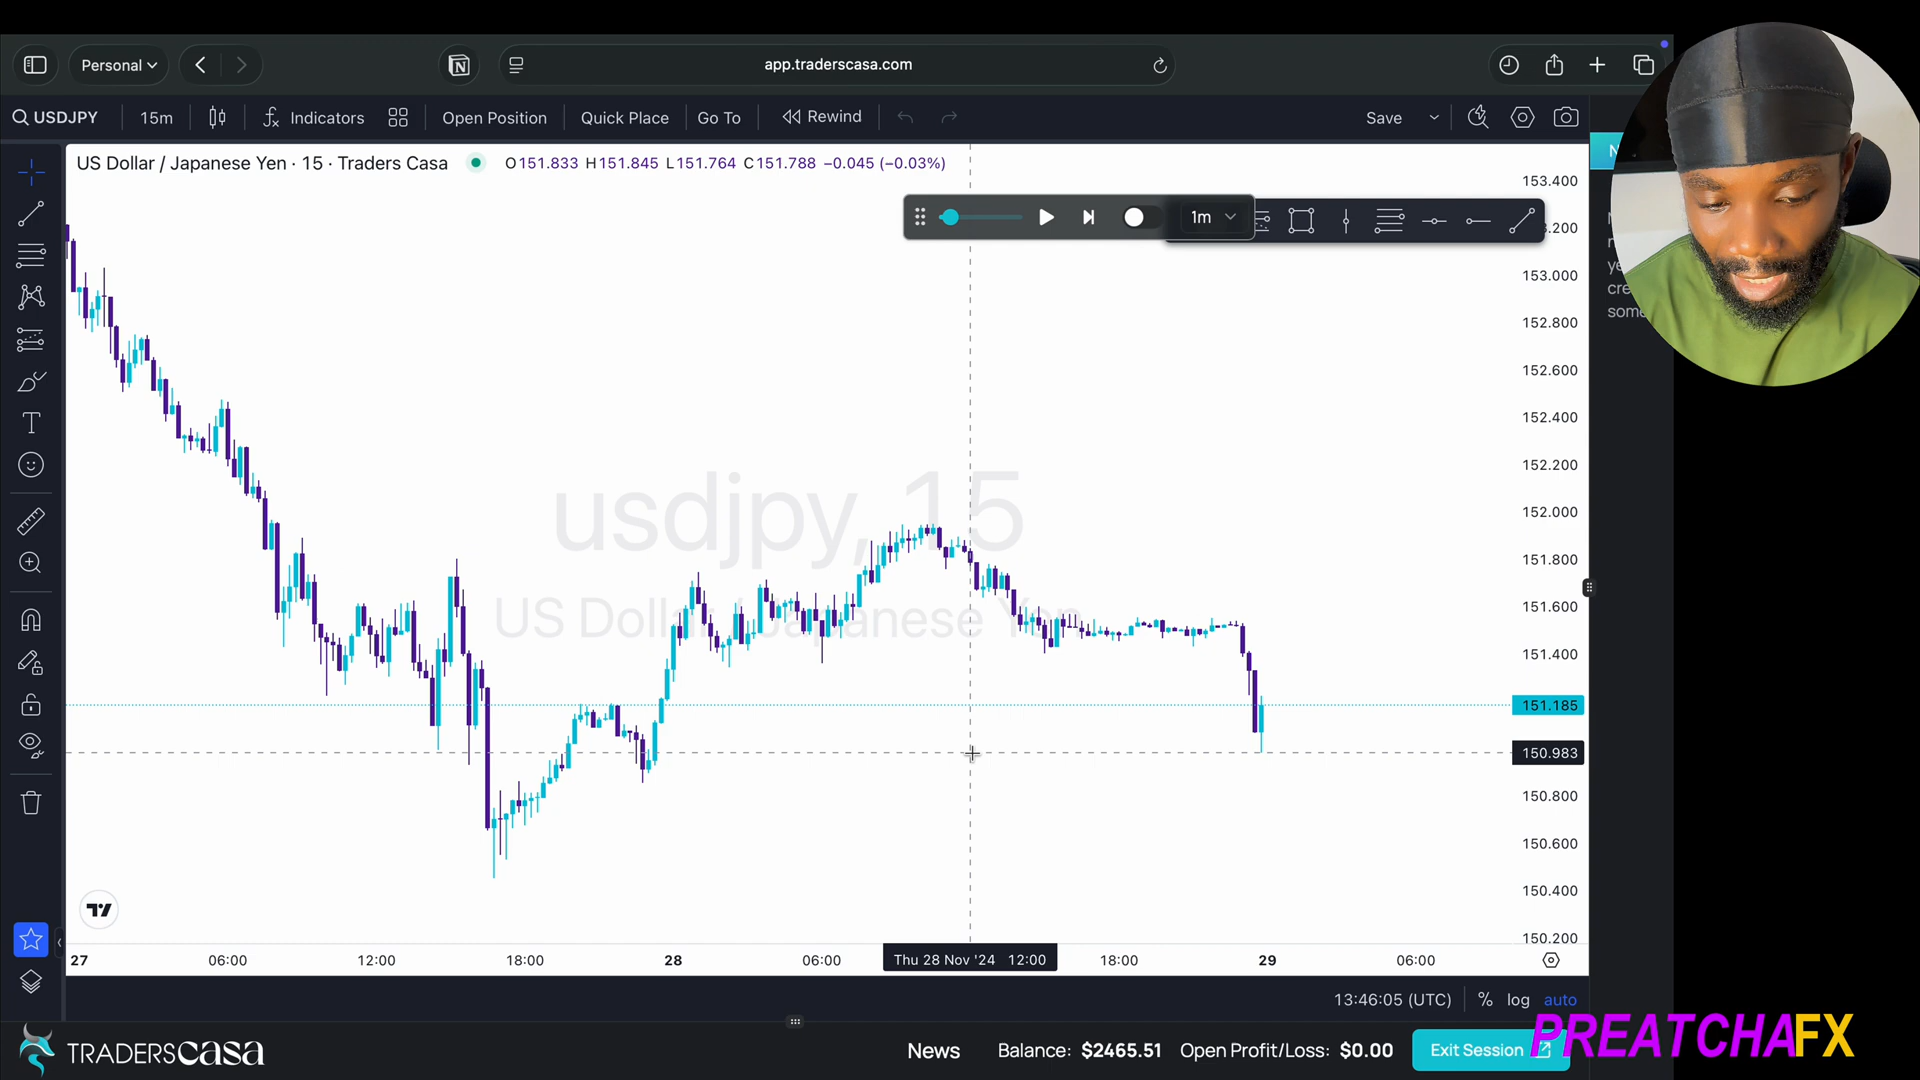 Personal
app.traderscasa.com
USDJPY
15m
Indicators
Open Position
Quick Place
Go To
Rewind
Save
US Dollar / Japanese Yen · 15 · Traders Casa
O151.833 H151.845 L151.764 C151.788 −0.045 (−0.03%)
1m
usdjpy, 15
US Dollar / Japanese Yen
153.400
153.000
152.800
152.600
152.400
152.200
152.000
151.800
151.600
151.400
151.185
150.983
150.800
150.600
150.400
150.200
27
06:00
12:00
18:00
28
06:00
Thu 28 Nov '24 12:00
18:00
29
06:00
13:46:05 (UTC)
%
log
auto
TRADERSCASA
News
Balance: $2465.51
Open Profit/Loss: $0.00
Exit Session
PREATCHAFX